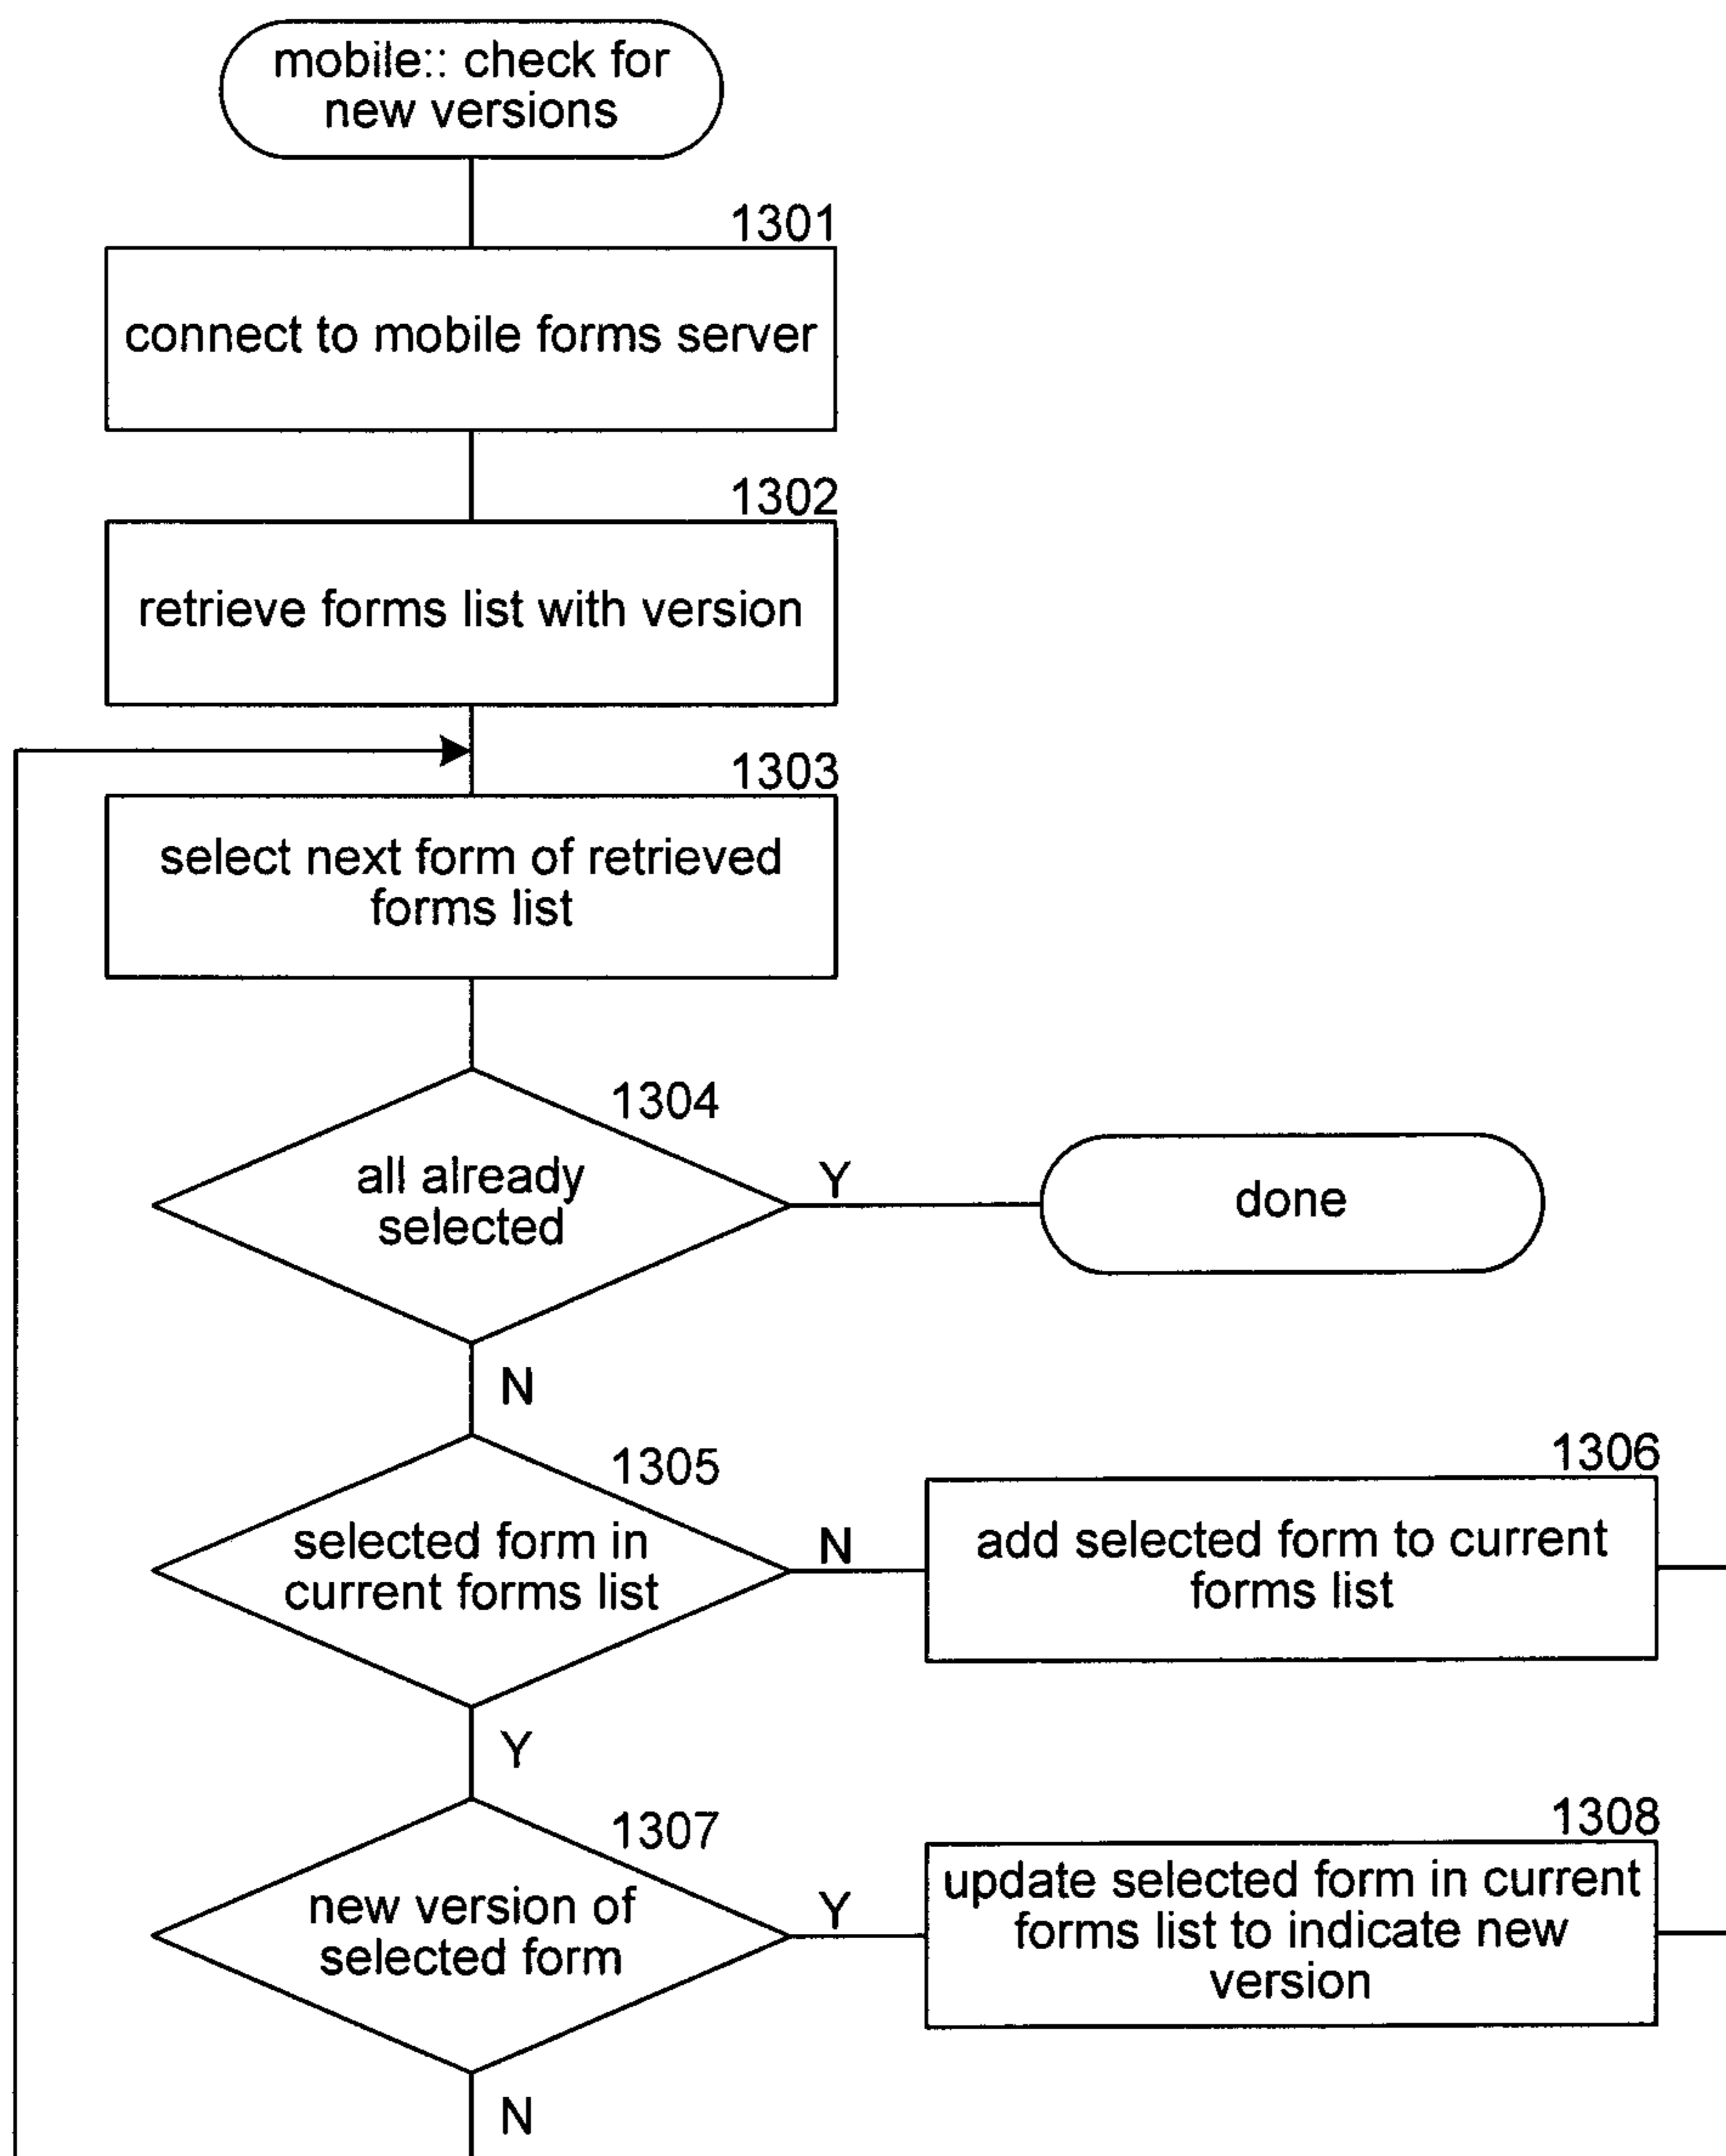 mobile:: check for
new versions
1301
connect to mobile forms server
1302
retrieve forms list with version
1303
select next form of retrieved
forms list
1304
all already
selected
Y
done
N
1305
selected form in
current forms list
N
1306
add selected form to current
forms list
Y
1307
new version of
selected form
Y
1308
update selected form in current
forms list to indicate new
version
N